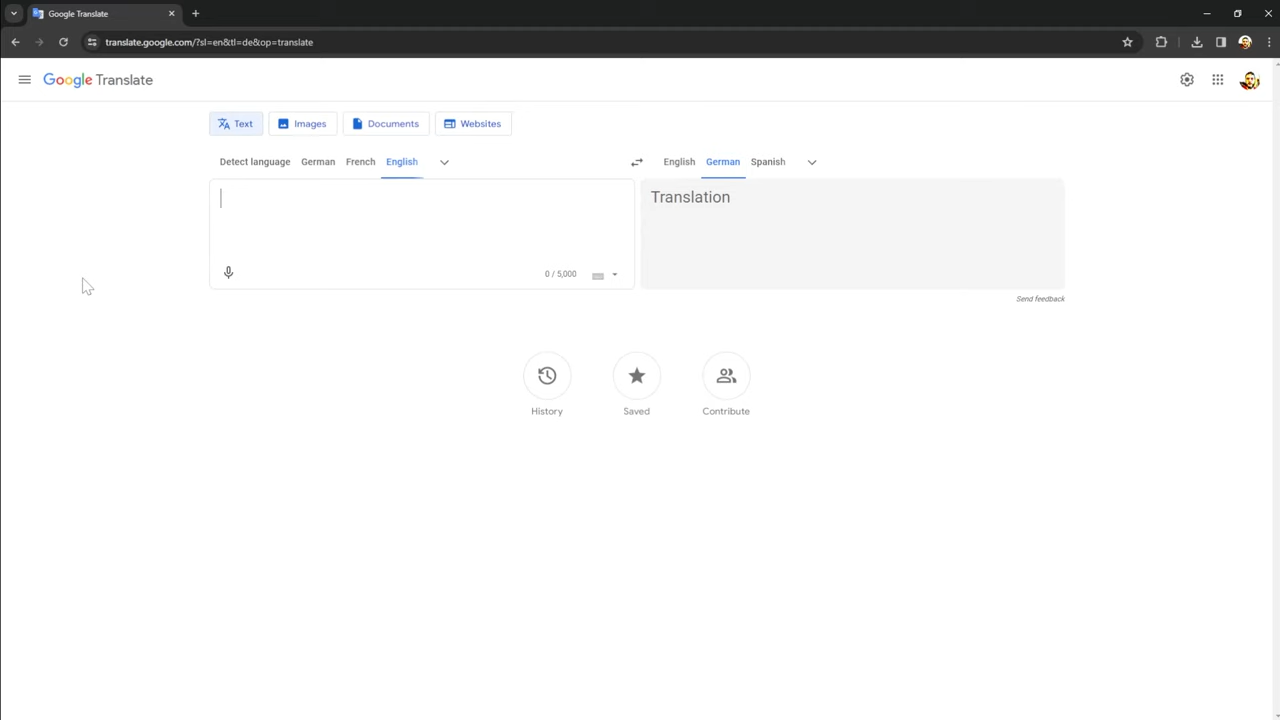 Google Translate
translate.google.com/?sl=en&tl=de&op=translate
Google Translate
Text
Images
Documents
Websites
Detect language
German
French
English
English
German
Spanish
Translation
0 / 5,000
Send feedback
History
Saved
Contribute